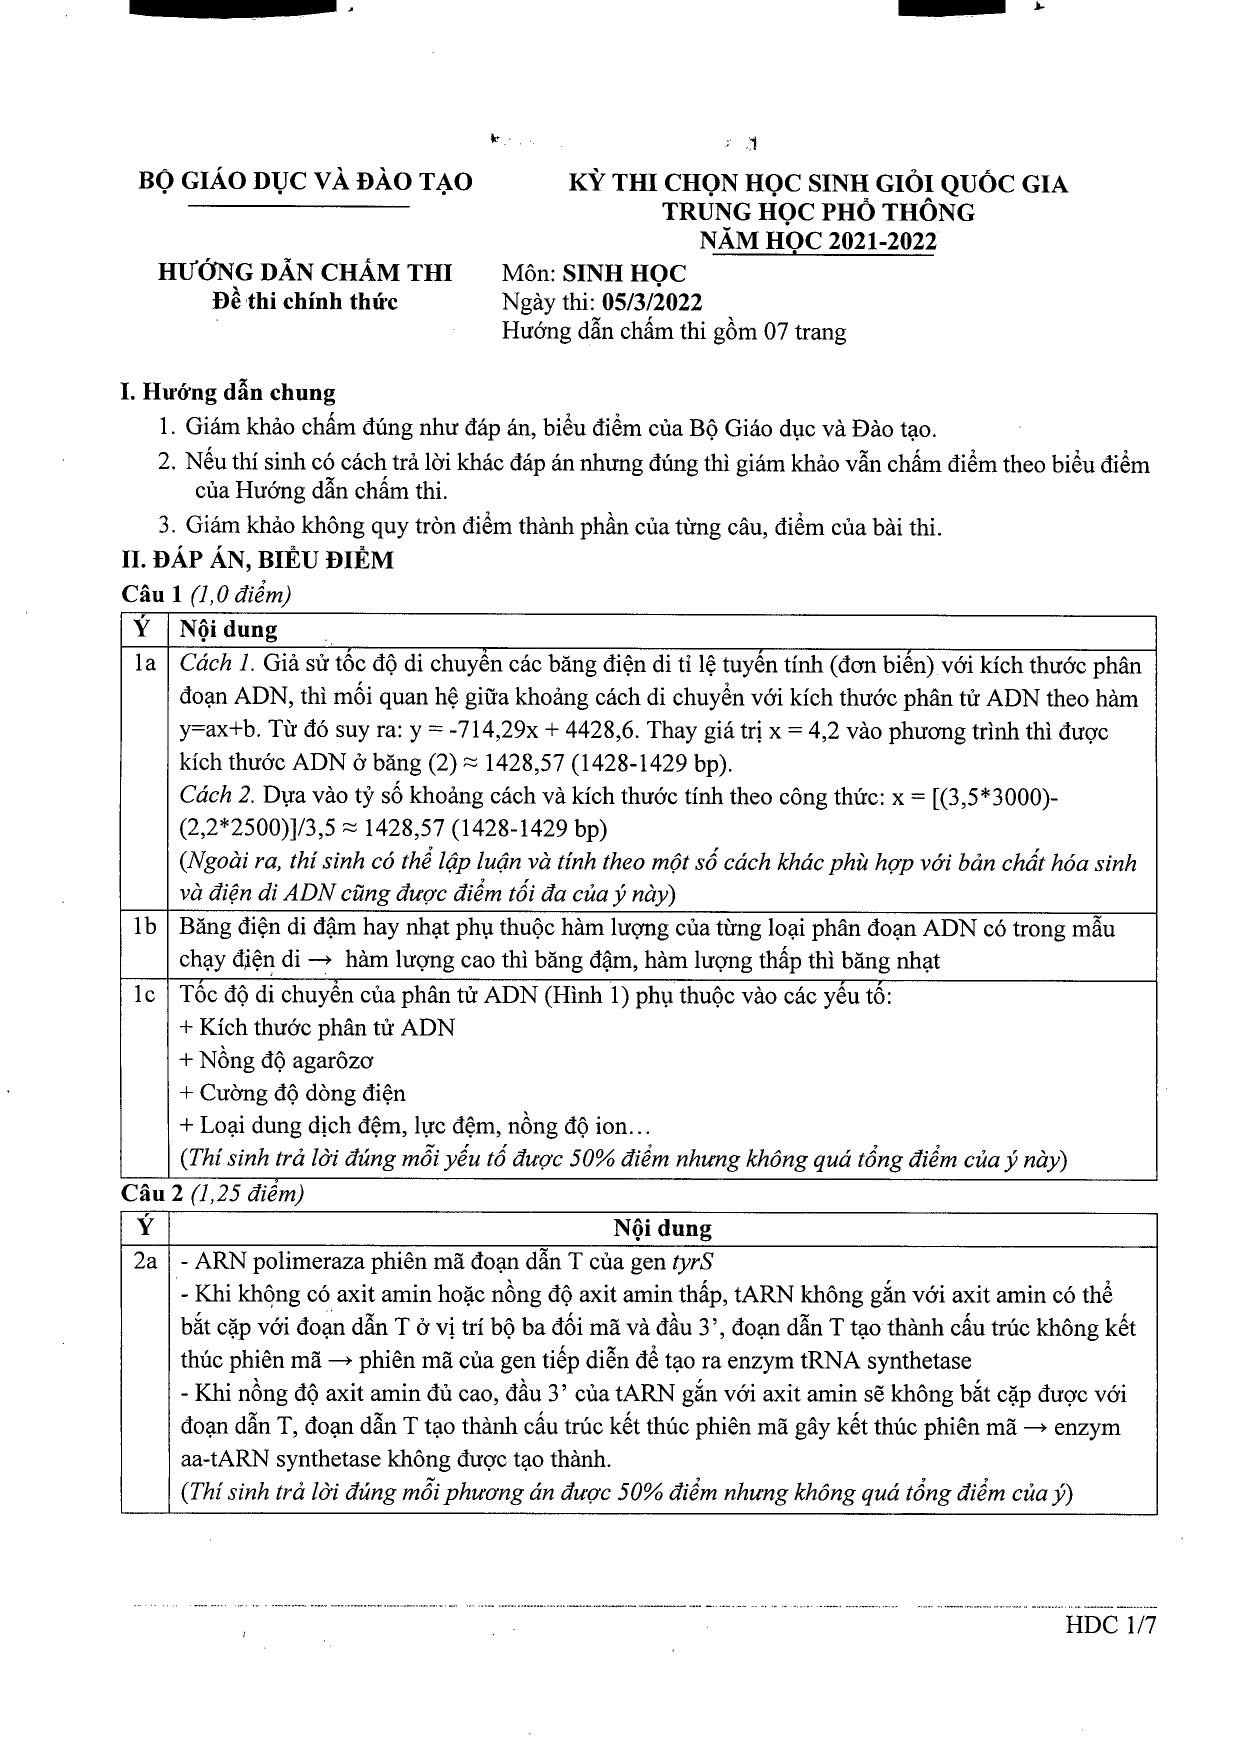 BỘ GIÁO DỤC VÀ ĐÀO TẠO
KỲ THI CHỌN HỌC SINH GIỎI QUỐC GIA
TRUNG HỌC PHỔ THÔNG
NĂM HỌC 2021-2022
HƯỚNG DẪN CHẤM THI
Đề thi chính thức
Môn: SINH HỌC
Ngày thi: 05/3/2022
Hướng dẫn chấm thi gồm 07 trang
I. Hướng dẫn chung
1. Giám khảo chấm đúng như đáp án, biểu điểm của Bộ Giáo dục và Đào tạo.
2. Nếu thí sinh có cách trả lời khác đáp án nhưng đúng thì giám khảo vẫn chấm điểm theo biểu điểm
của Hướng dẫn chấm thi.
3. Giám khảo không quy tròn điểm thành phần của từng câu, điểm của bài thi.
II. ĐÁP ÁN, BIỂU ĐIỂM
Câu 1 (1,0 điểm)
Ý Nội dung
1a Cách 1. Giả sử tốc độ di chuyển các băng điện di tỉ lệ tuyến tính (đơn biến) với kích thước phân
đoạn ADN, thì mối quan hệ giữa khoảng cách di chuyển với kích thước phân tử ADN theo hàm
y=ax+b. Từ đó suy ra: y = -714,29x + 4428,6. Thay giá trị x = 4,2 vào phương trình thì được
kích thước ADN ở băng (2) ≈ 1428,57 (1428-1429 bp).
Cách 2. Dựa vào tỷ số khoảng cách và kích thước tính theo công thức: x = [(3,5*3000)-
(2,2*2500)]/3,5 ≈ 1428,57 (1428-1429 bp)
(Ngoài ra, thí sinh có thể lập luận và tính theo một số cách khác phù hợp với bản chất hóa sinh
và điện di ADN cũng được điểm tối đa của ý này)
1b Băng điện di đậm hay nhạt phụ thuộc hàm lượng của từng loại phân đoạn ADN có trong mẫu
chạy điện di → hàm lượng cao thì băng đậm, hàm lượng thấp thì băng nhạt
1c Tốc độ di chuyển của phân tử ADN (Hình 1) phụ thuộc vào các yếu tố:
+ Kích thước phân tử ADN
+ Nồng độ agarôzơ
+ Cường độ dòng điện
+ Loại dung dịch đệm, lực đệm, nồng độ ion…
(Thí sinh trả lời đúng mỗi yếu tố được 50% điểm nhưng không quá tổng điểm của ý này)
Câu 2 (1,25 điểm)
Ý Nội dung
2a - ARN polimeraza phiên mã đoạn dẫn T của gen tyrS
- Khi không có axit amin hoặc nồng độ axit amin thấp, tARN không gắn với axit amin có thể
bắt cặp với đoạn dẫn T ở vị trí bộ ba đối mã và đầu 3’, đoạn dẫn T tạo thành cấu trúc không kết
thúc phiên mã → phiên mã của gen tiếp diễn để tạo ra enzym tRNA synthetase
- Khi nồng độ axit amin đủ cao, đầu 3’ của tARN gắn với axit amin sẽ không bắt cặp được với
đoạn dẫn T, đoạn dẫn T tạo thành cấu trúc kết thúc phiên mã gây kết thúc phiên mã → enzym
aa-tARN synthetase không được tạo thành.
(Thí sinh trả lời đúng mỗi phương án được 50% điểm nhưng không quá tổng điểm của ý)
HDC 1/7